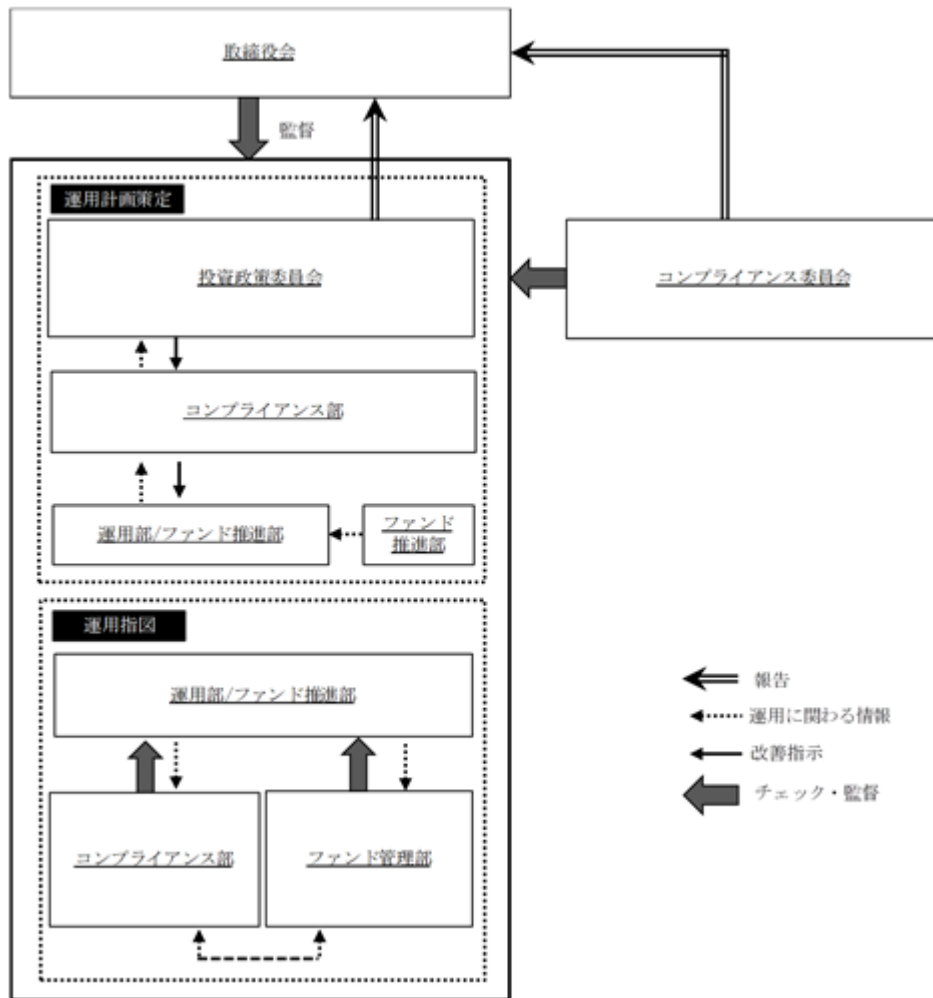 取締役会
監督
運用計画策定
投資政策委員会
コンプライアンス委員会
コンプライアンス部
運用部/ファンド推進部
ファンド
推進部
運用指図
運用部/ファンド推進部
コンプライアンス部
ファンド管理部
報告
運用に関わる情報
改善指示
チェック・監督